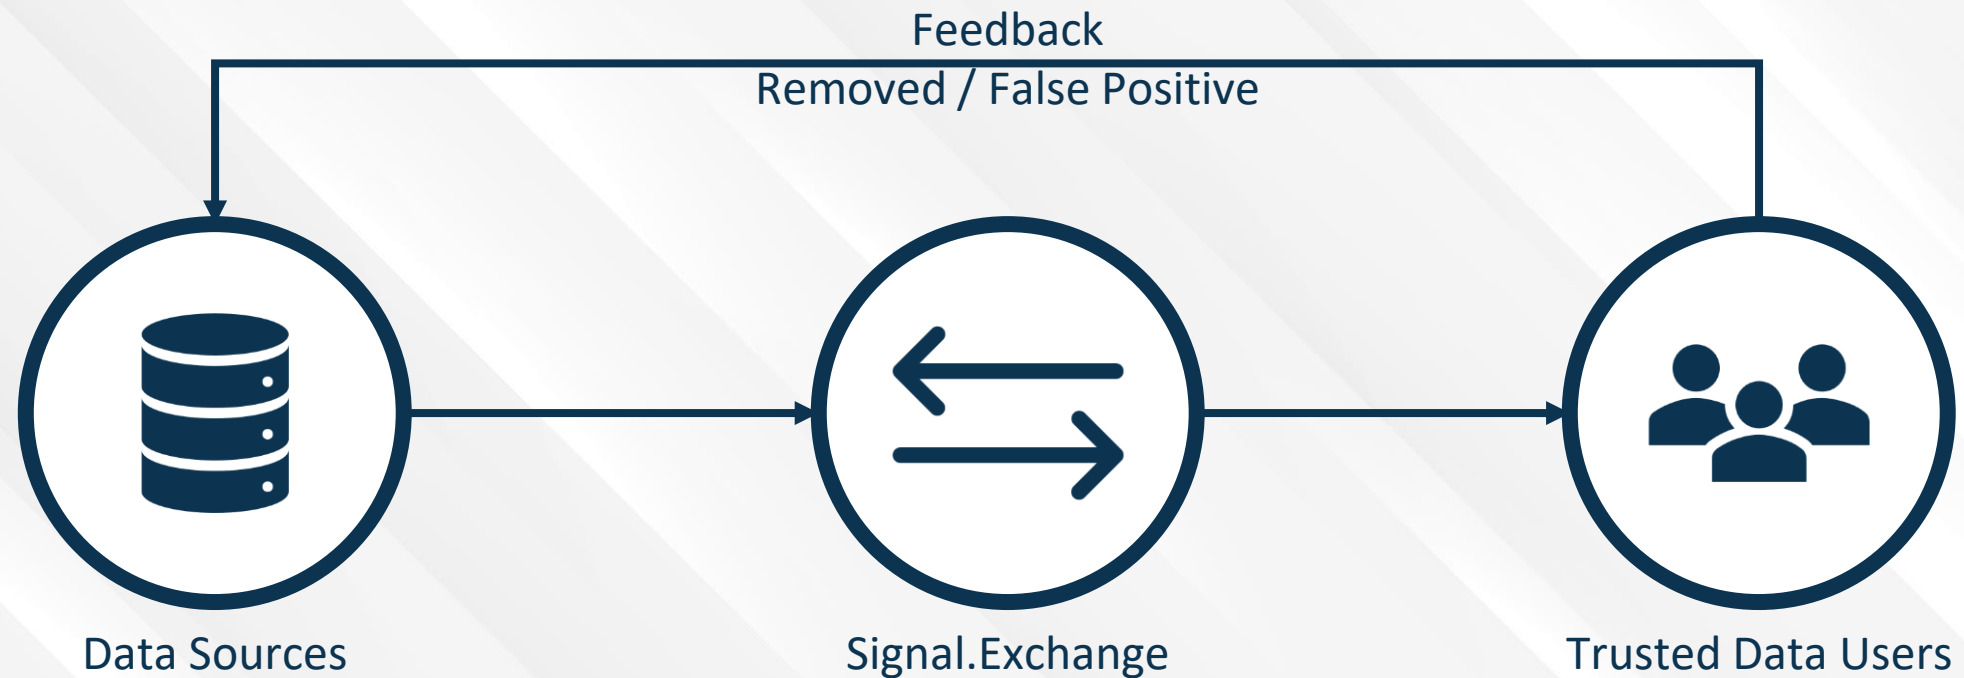 Feedback
Removed / False Positive
Data Sources
Signal.Exchange
Trusted Data Users